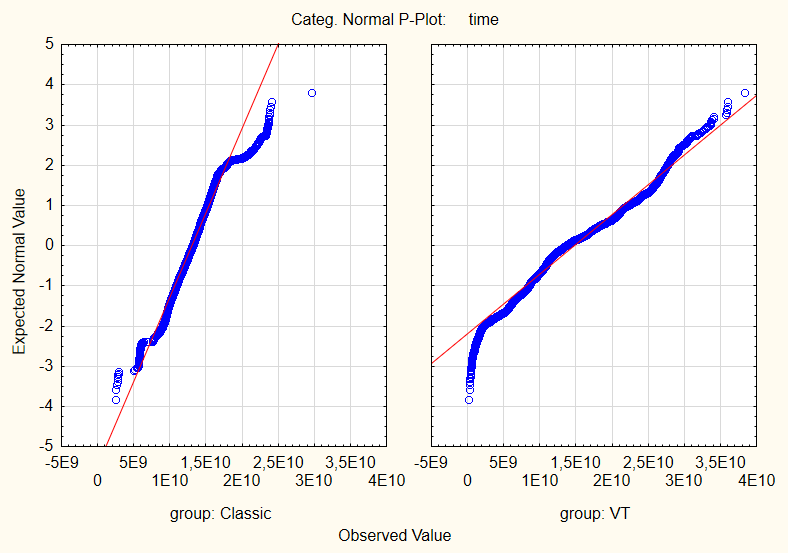 Categ. Normal P-Plot: time
Expected Normal Value
5
4
3
2
1
0
-1
-2
-3
-4
-5
-5E9 5E9 1,5E10 2,5E10 3,5E10
0 1E10 2E10 3E10 4E10
-5E9 5E9 1,5E10 2,5E10 3,5E10
0 1E10 2E10 3E10 4E10
group: Classic
group: VT
Observed Value